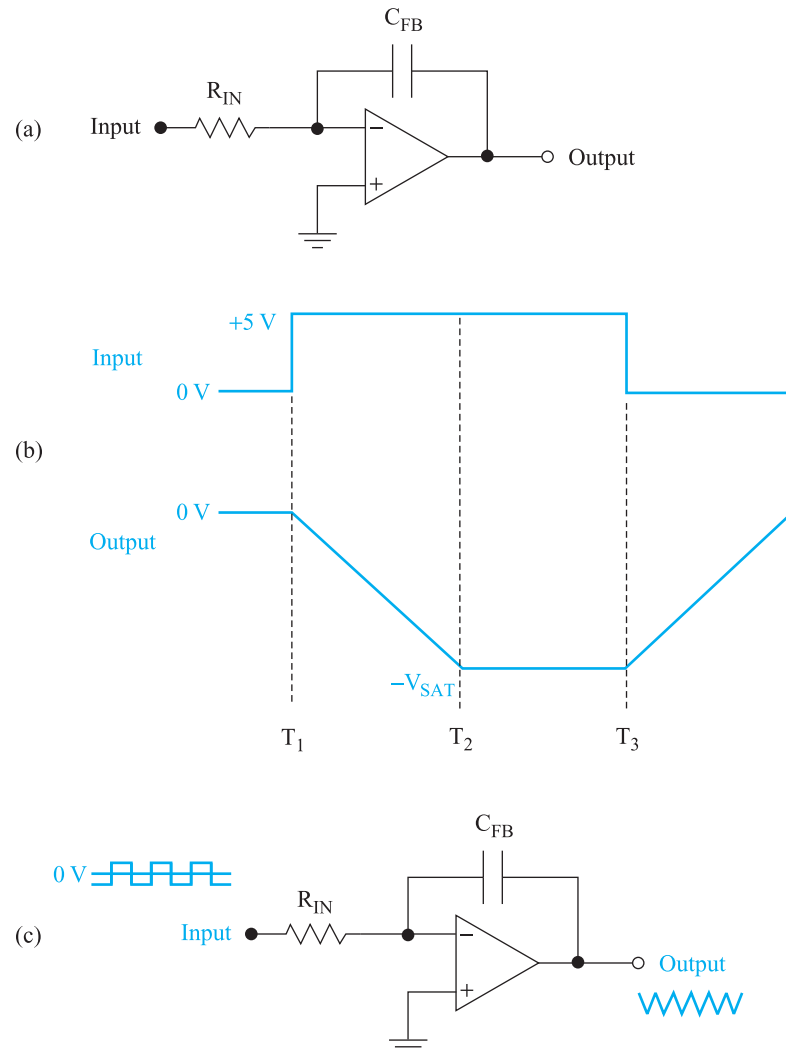 C_FB
R_IN
(a)
Input
−
+
Output
+5 V
Input
0 V
(b)
0 V
Output
−V_SAT
T_1 T_2 T_3
C_FB
0 V
R_IN
(c)
Input
−
+
Output